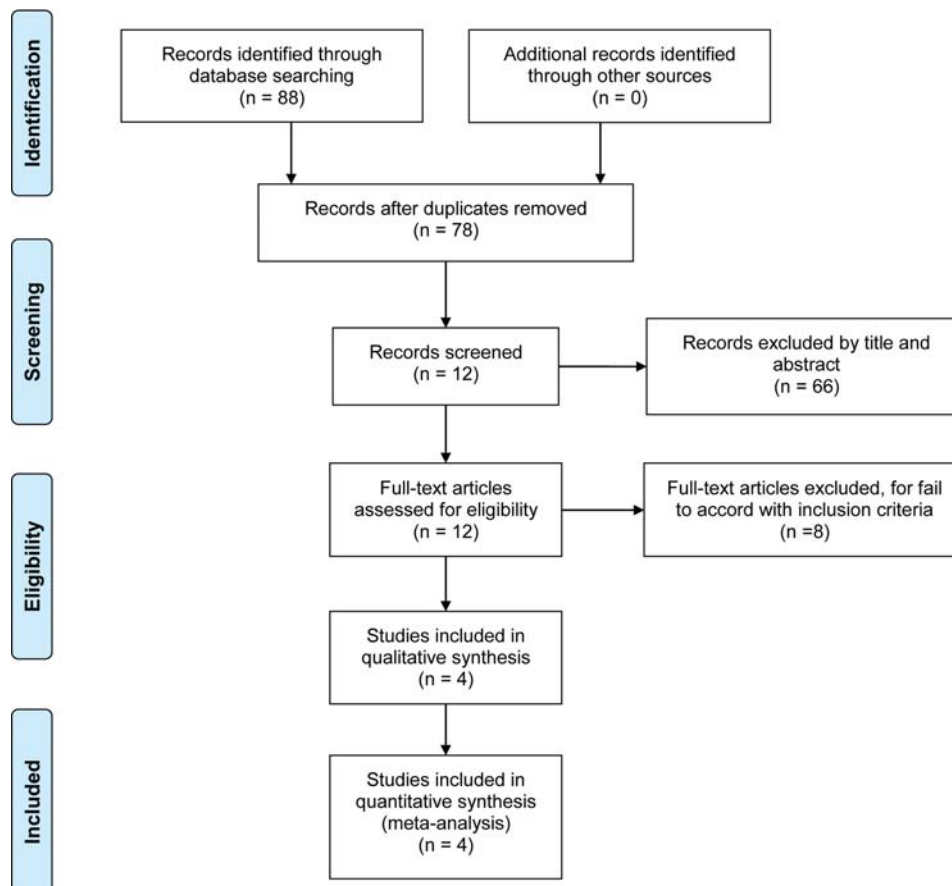 Identification
Records identified through
database searching
(n = 88)
Additional records identified
through other sources
(n = 0)
Records after duplicates removed
(n = 78)
Screening
Records screened
(n = 12)
Records excluded by title and
abstract
(n = 66)
Eligibility
Full-text articles
assessed for eligibility
(n = 12)
Full-text articles excluded, for fail
to accord with inclusion criteria
(n =8)
Studies included in
qualitative synthesis
(n = 4)
Included
Studies included in
quantitative synthesis
(meta-analysis)
(n = 4)